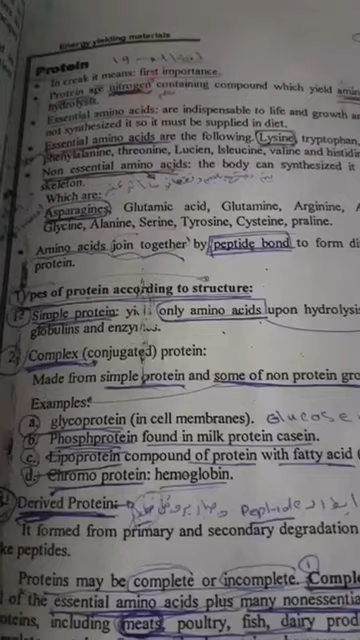 Energy yielding materials
Protein
In creak it means: first importance.
Protein are nitrogen containing compound which yield amin
hydrolysis.
Essential amino acids: are indispensable to life and growth an
not synthesized it so it must be supplied in diet.
Essential amino acids are the following. Lysine, tryptophan,
phenylalanine, threonine, Lucien, Isleucine, valine and histidin
Non essential amino acids: the body can synthesized it
skeleton.
Which are:
Asparagines, Glutamic acid, Glutamine, Arginine, A
Glycine, Alanine, Serine, Tyrosine, Cysteine, praline.
Amino acids join together by peptide bond to form di
protein.
Types of protein according to structure:
1- Simple protein: only amino acids upon hydrolysis
globulins and
2- Complex (conjugated) protein:
Made from simple protein and some of non protein gro
Examples:
a. glycoprotein (in cell membranes). Glucose
b. Phosphprotein found in milk protein casein.
c. Lipoprotein compound of protein with fatty acid
d. Chromo protein: hemoglobin.
Derived Protein: Peptide
It formed from primary and secondary degradation
ke peptides.
Proteins may be complete or incomplete. Comple
l of the essential amino acids plus many nonessentia
oteins, including meats, poultry, fish, dairy prod